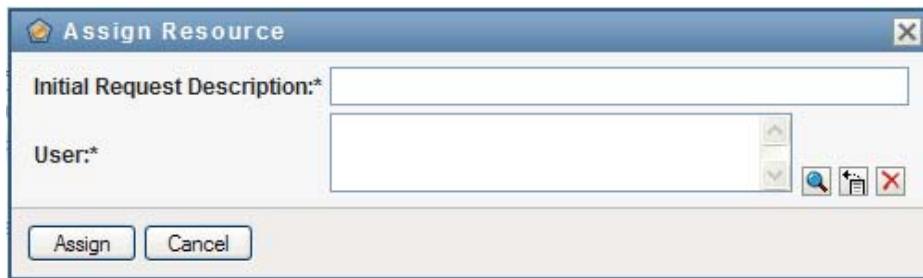 Assign Resource
Initial Request Description:*
User:*
Assign Cancel